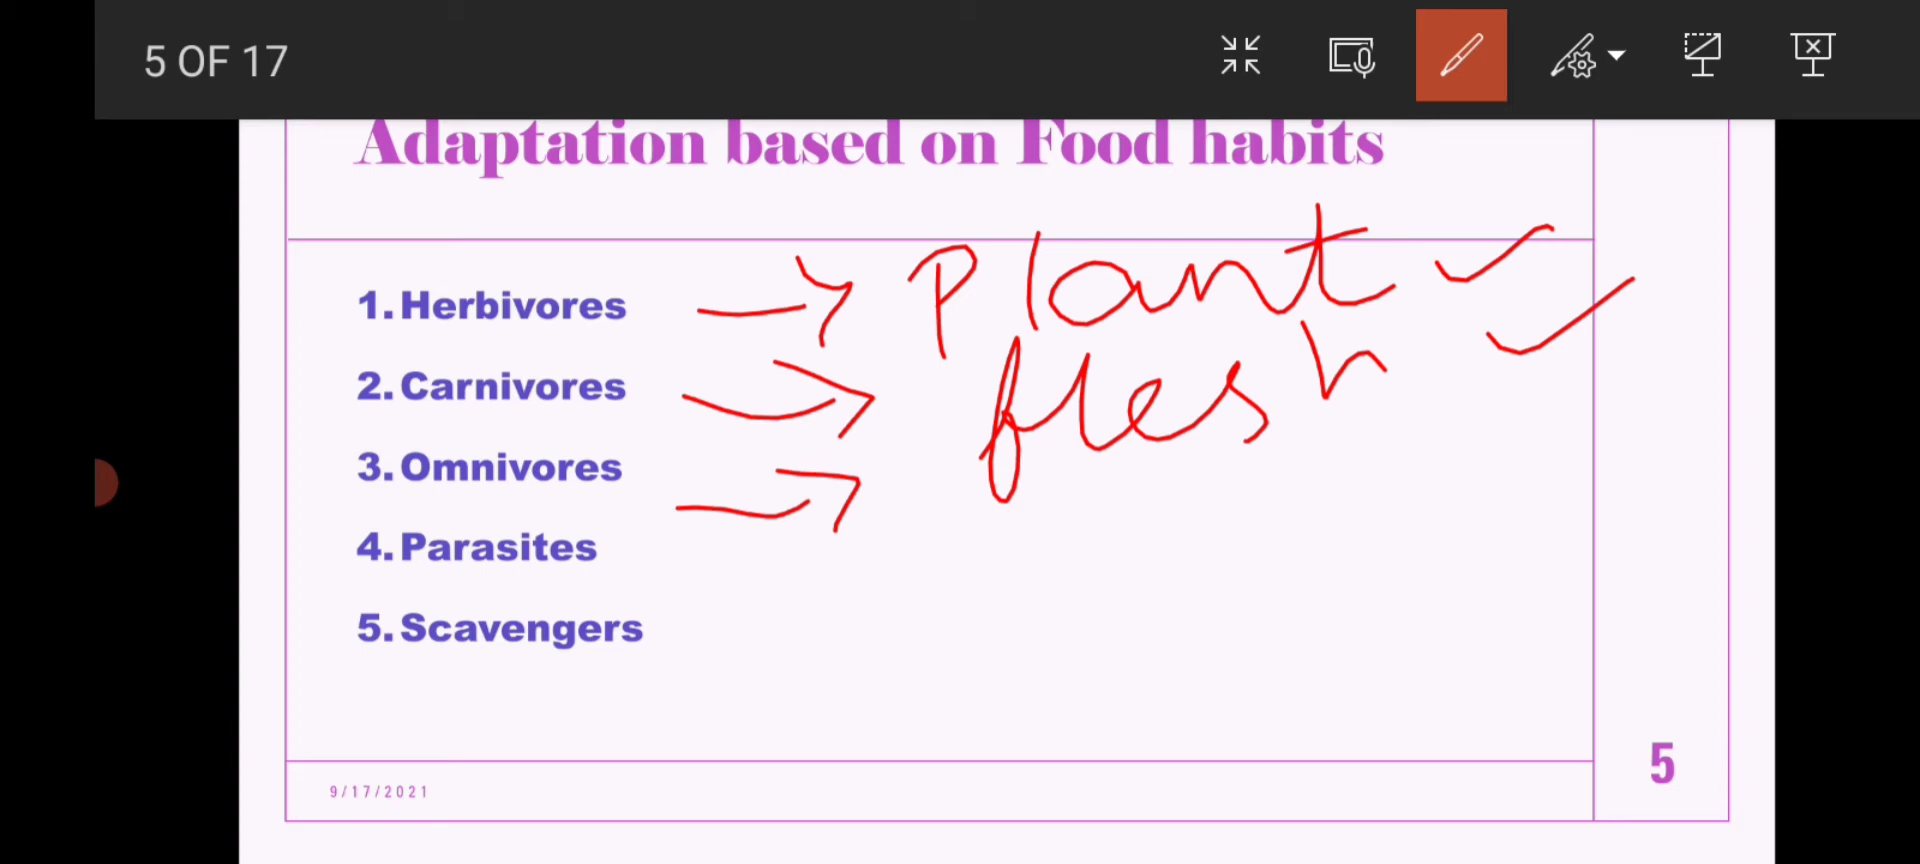 5 OF 17
Adaptation based on Food habits
1. Herbivores → Plant ✓
2. Carnivores → flesh ✓
3. Omnivores →
4. Parasites
5. Scavengers
9/17/2021
5